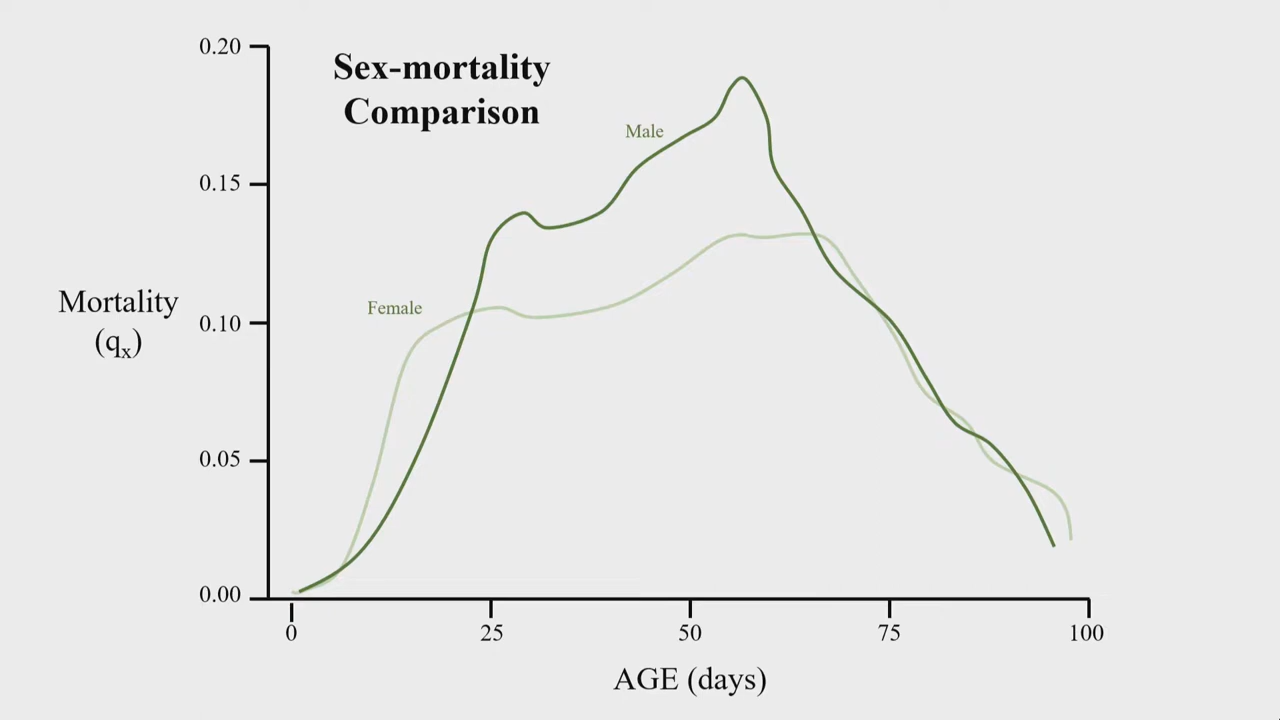 Sex-mortality
Comparison
0.20
0.15
0.10
0.05
0.00
Mortality
(qₓ)
Male
Female
0
25
50
75
100
AGE (days)